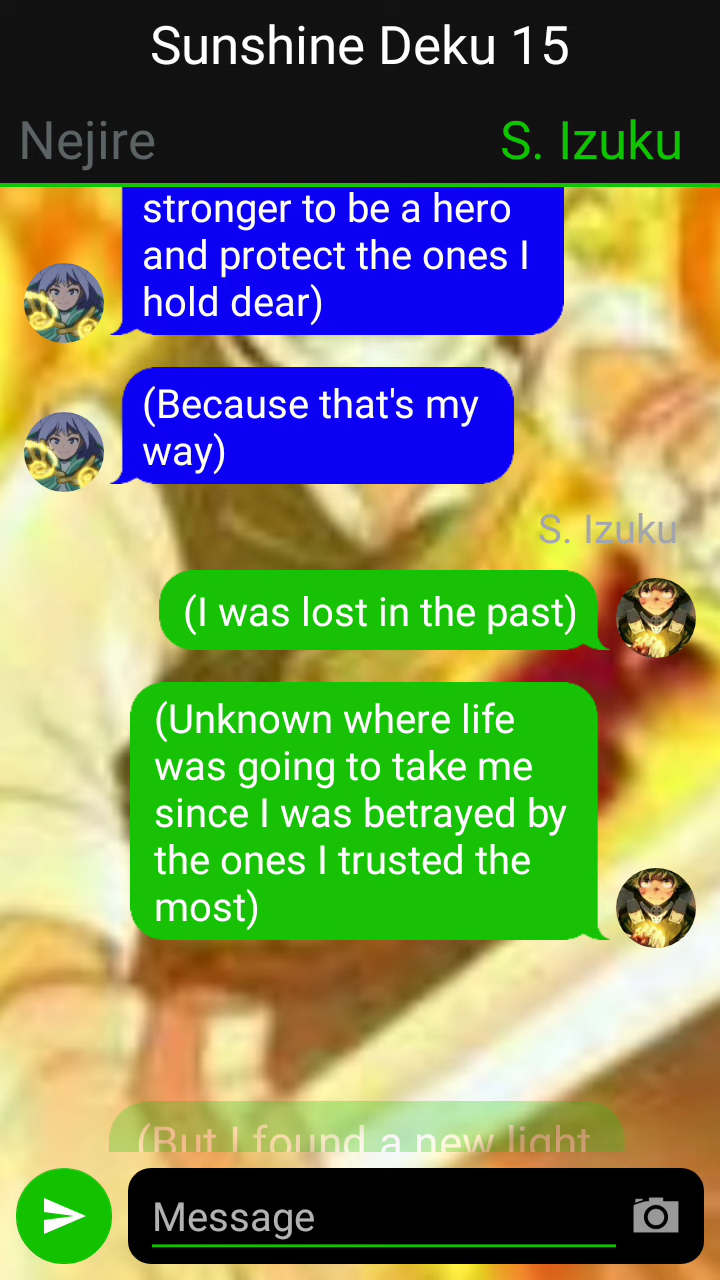 Sunshine Deku 15
Nejire
S. Izuku
stronger to be a hero
and protect the ones I
hold dear)
(Because that's my
way)
S. Izuku
(I was lost in the past)
(Unknown where life
was going to take me
since I was betrayed by
the ones I trusted the
most)
(But I found a new light
Message